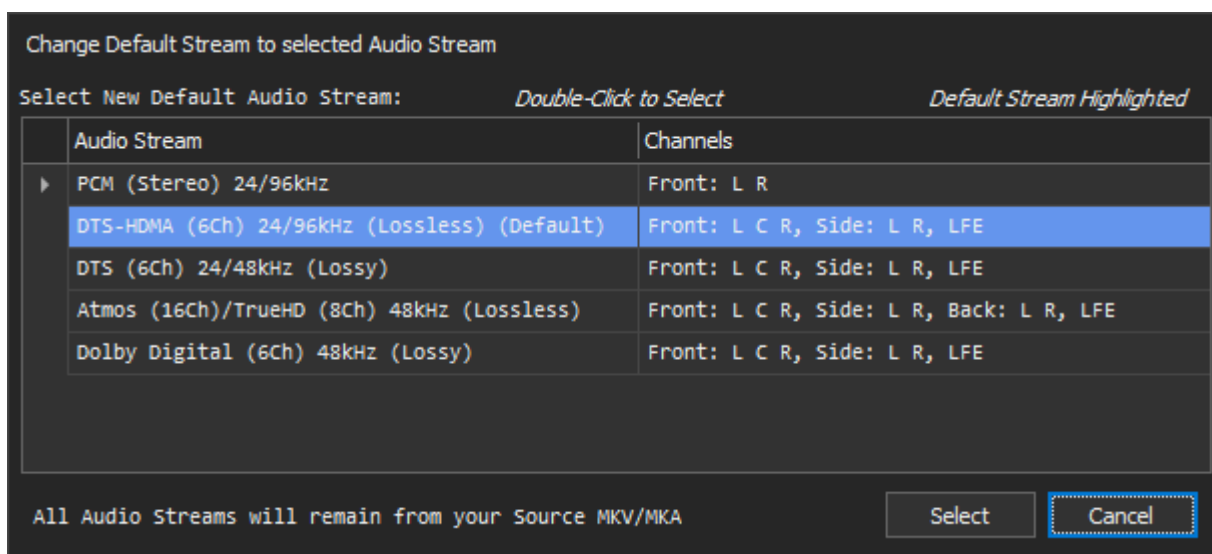 Change Default Stream to selected Audio Stream
Select New Default Audio Stream: Double-Click to Select Default Stream Highlighted
Audio Stream Channels
PCM (Stereo) 24/96kHz Front: L R
DTS-HDMA (6Ch) 24/96kHz (Lossless) (Default) Front: L C R, Side: L R, LFE
DTS (6Ch) 24/48kHz (Lossy) Front: L C R, Side: L R, LFE
Atmos (16Ch)/TrueHD (8Ch) 48kHz (Lossless) Front: L C R, Side: L R, Back: L R, LFE
Dolby Digital (6Ch) 48kHz (Lossy) Front: L C R, Side: L R, LFE
All Audio Streams will remain from your Source MKV/MKA Select Cancel